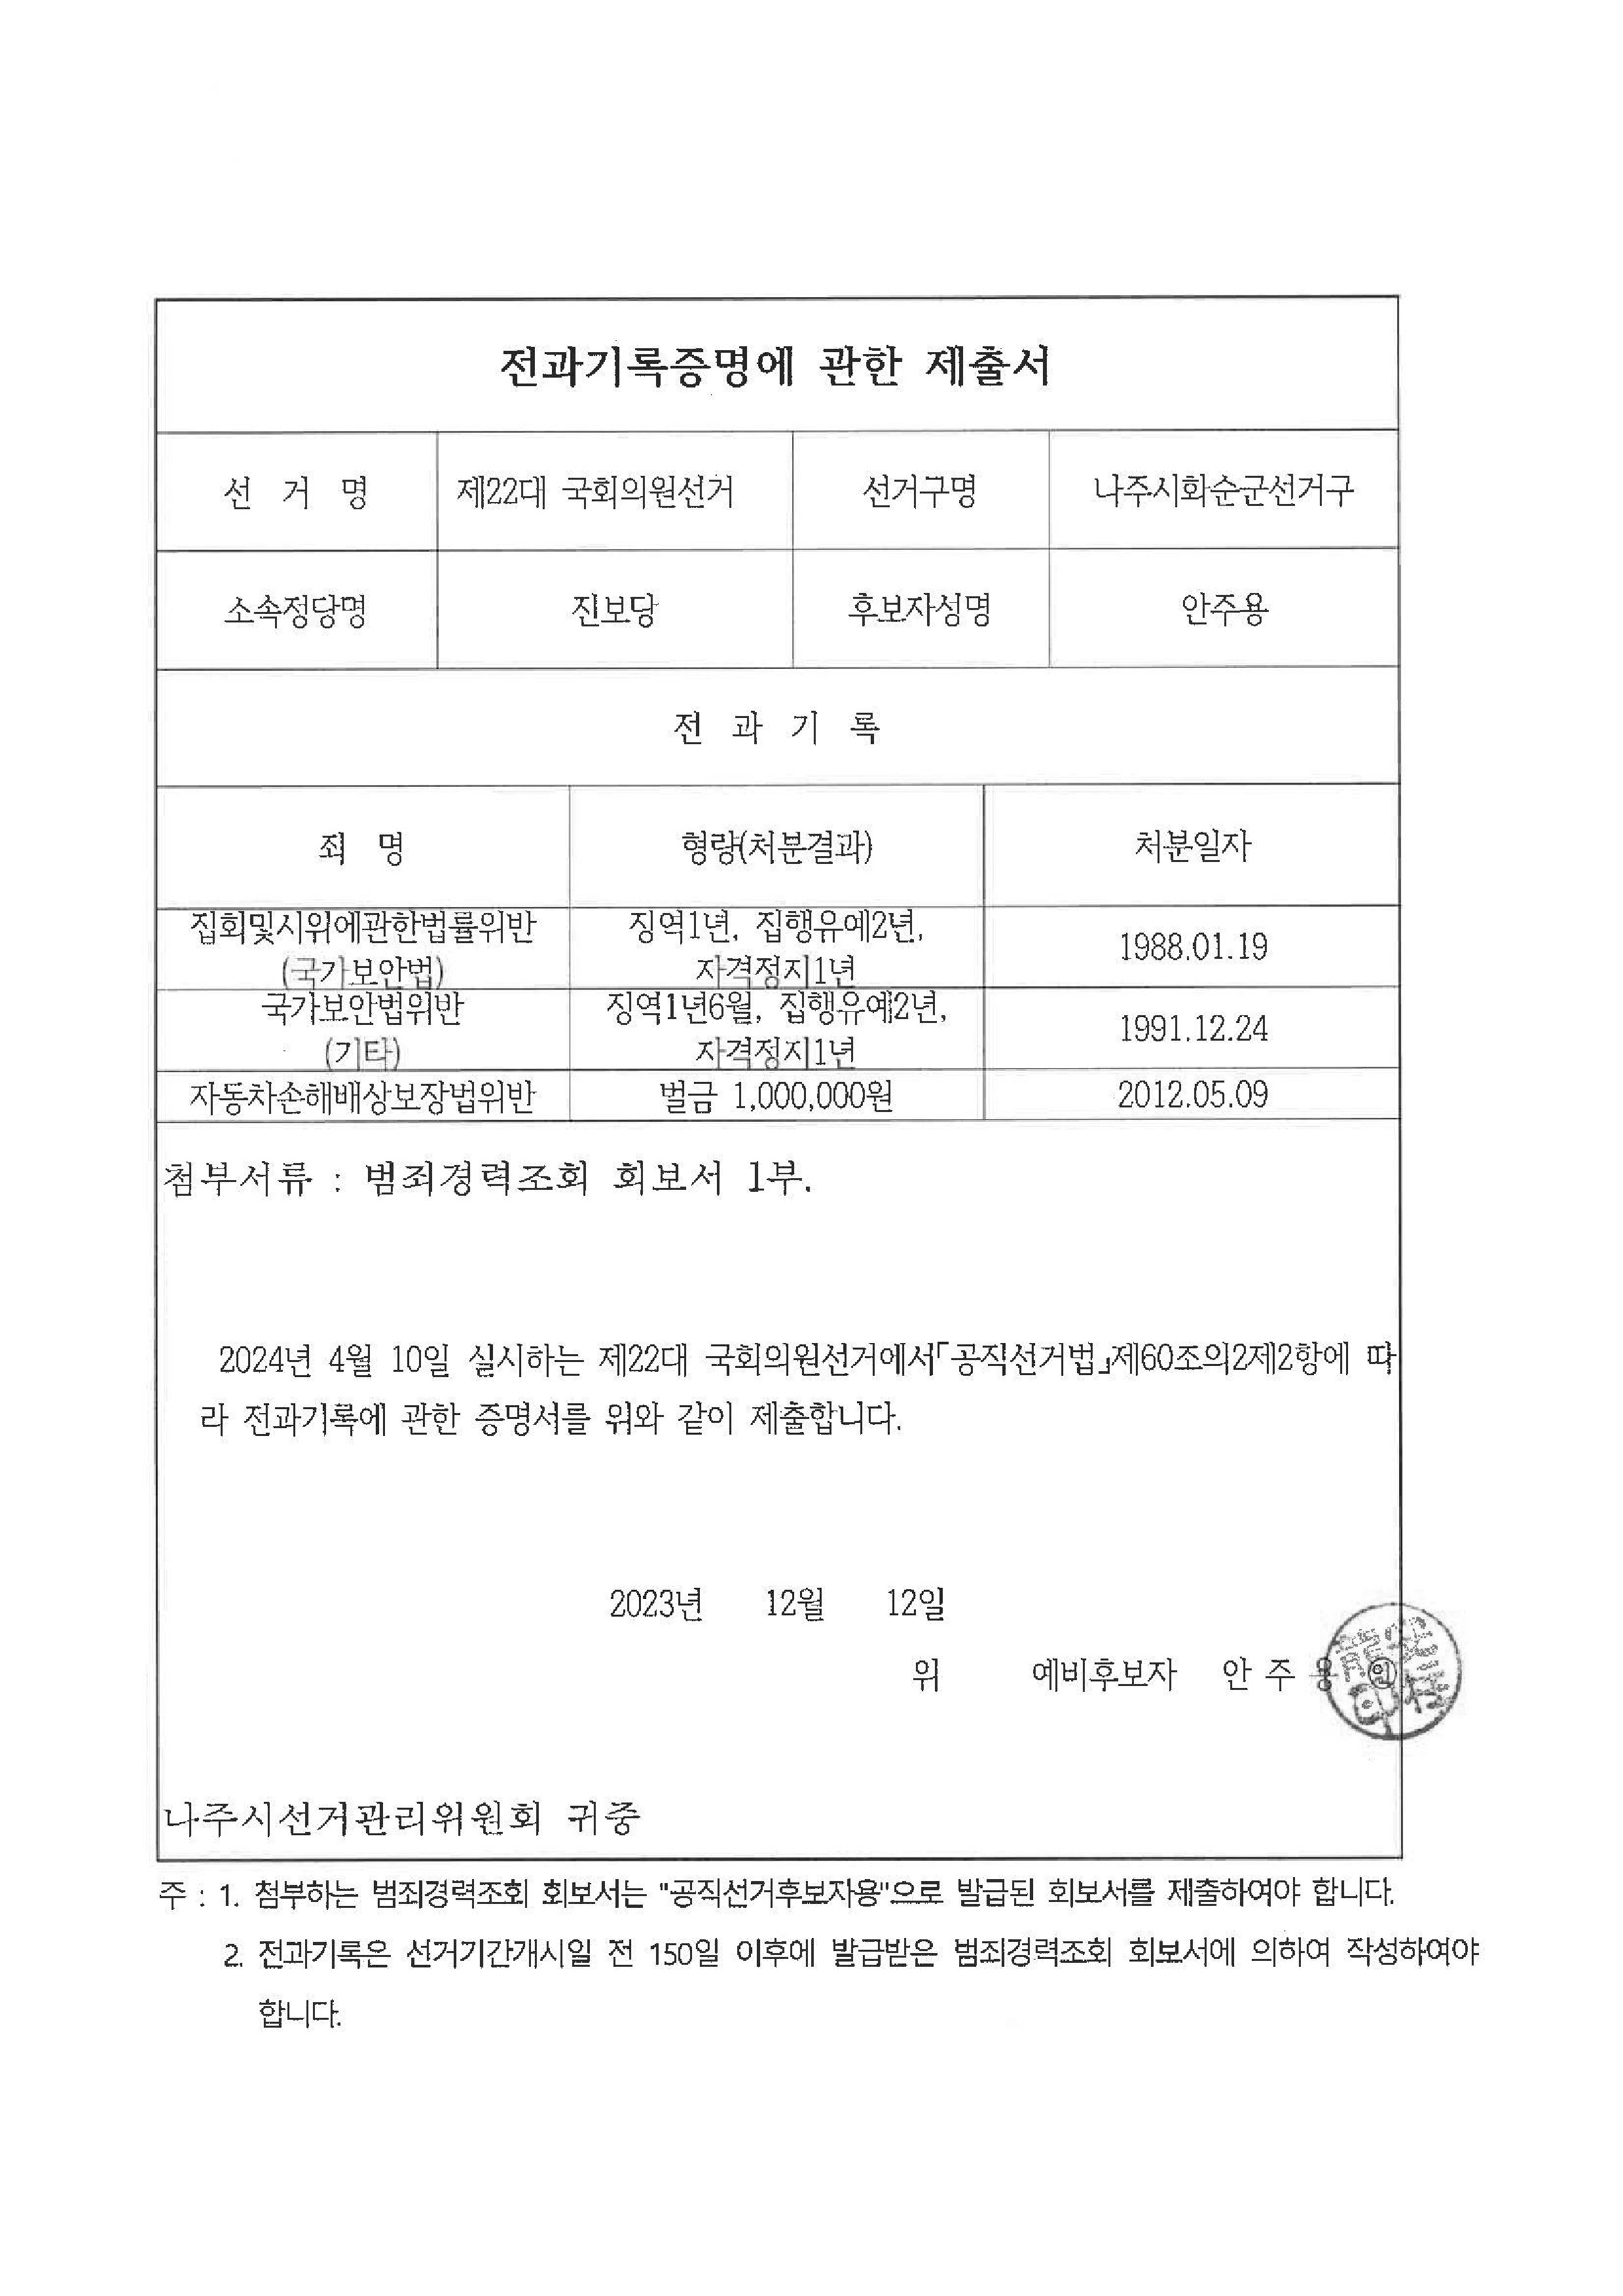 전과기록증명에 관한 제출서
선 거 명 제22대 국회의원선거 선거구명 나주시화순군선거구
소속정당명 진보당 후보자성명 안주용
전 과 기 록
죄 명 형량(처분결과) 처분일자
집회및시위에관한법률위반 징역1년, 집행유예2년,
(국가보안법) 자격정지1년 1988.01.19
국가보안법위반 징역1년6월, 집행유예2년,
(기타) 자격정지1년 1991.12.24
자동차손해배상보장법위반 벌금 1,000,000원 2012.05.09
첨부서류 : 범죄경력조회 회보서 1부.
2024년 4월 10일 실시하는 제22대 국회의원선거에서「공직선거법」제60조의2제2항에 따
라 전과기록에 관한 증명서를 위와 같이 제출합니다.
2023년 12월 12일
위 예비후보자 안 주 용 ㊞
나주시선거관리위원회 귀중
주 : 1. 첨부하는 범죄경력조회 회보서는 "공직선거후보자용"으로 발급된 회보서를 제출하여야 합니다.
2. 전과기록은 선거기간개시일 전 150일 이후에 발급받은 범죄경력조회 회보서에 의하여 작성하여야
합니다.